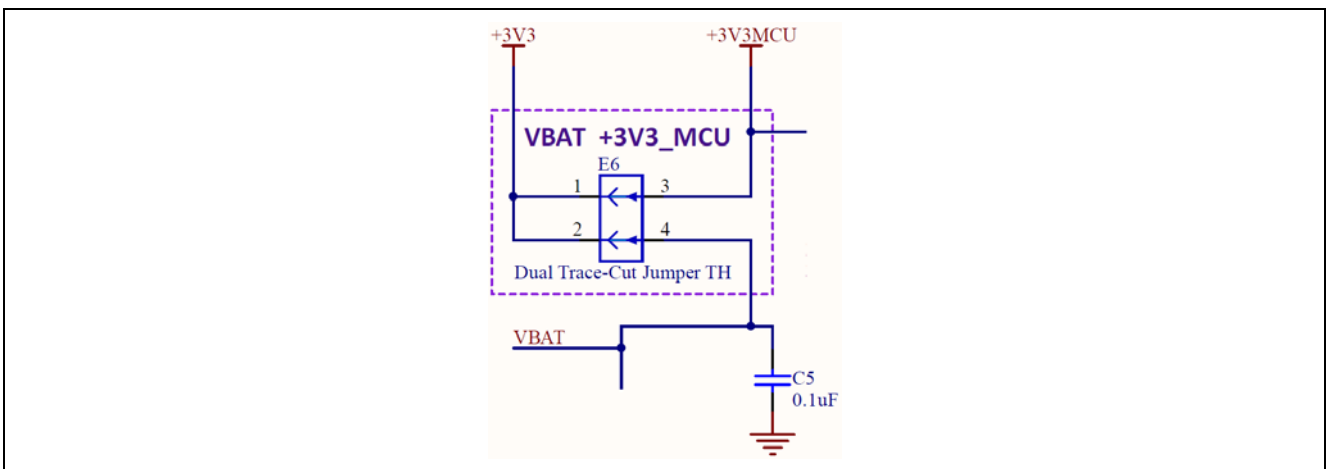 +3V3 +3V3MCU
VBAT +3V3_MCU
E6
1 3
2 4
Dual Trace-Cut Jumper TH
VBAT
C5
0.1uF